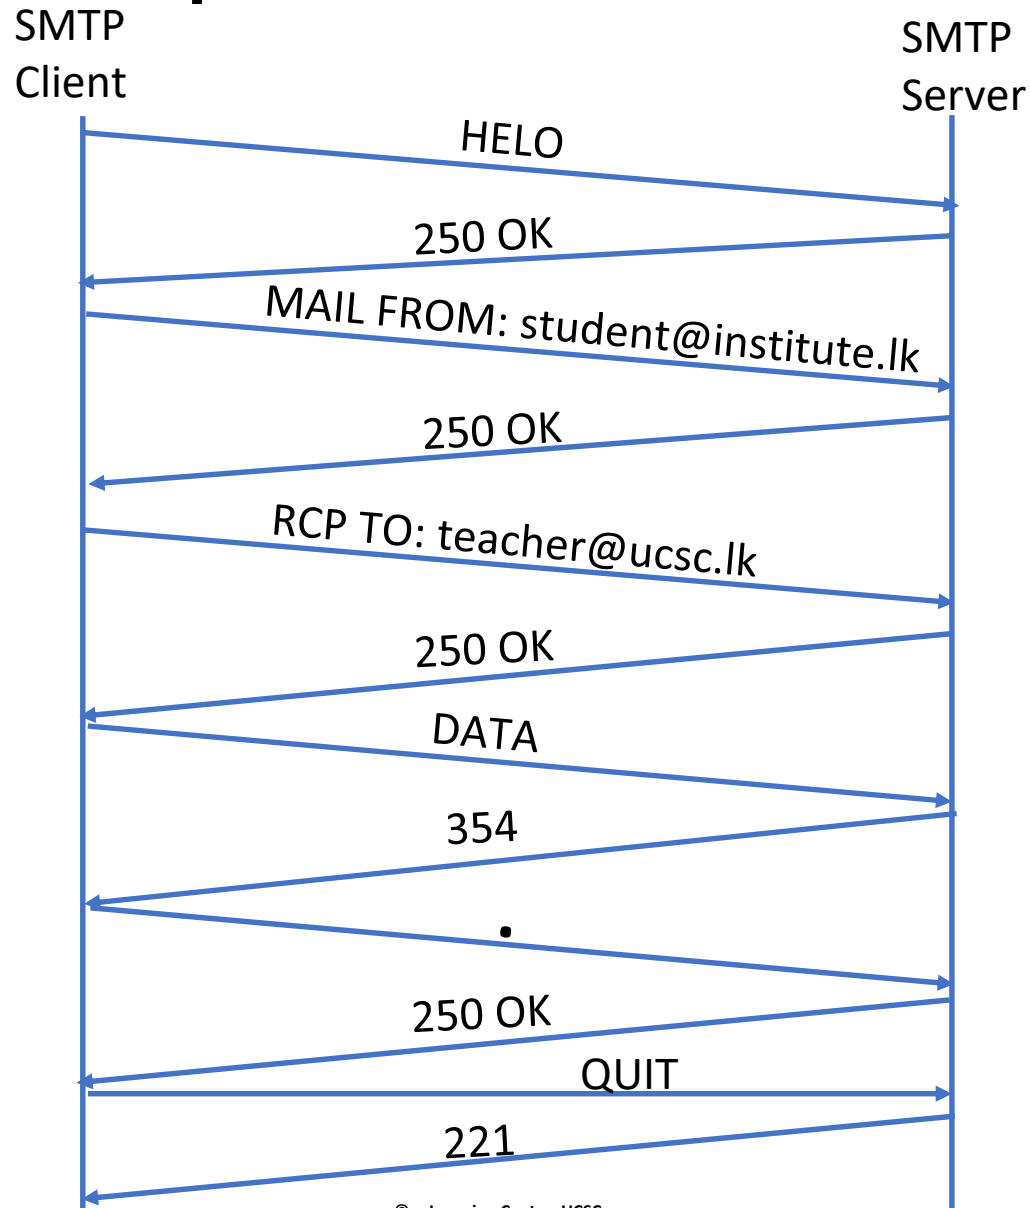 SMTP
Client
SMTP
Server
HELO
250 OK
MAIL FROM: student@institute.lk
250 OK
RCP TO: teacher@ucsc.lk
250 OK
DATA
354
.
250 OK
QUIT
221